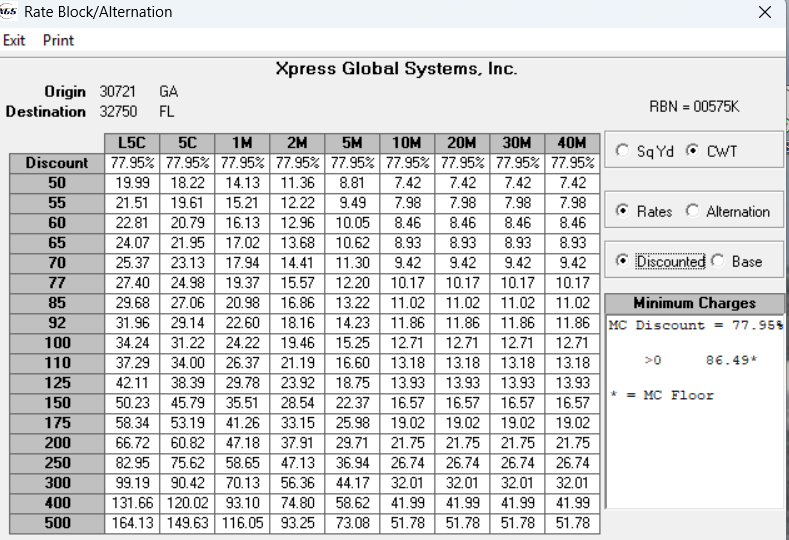 XGS Rate Block/Alternation
Exit Print
Xpress Global Systems, Inc.
Origin 30721 GA
Destination 32750 FL
RBN = 00575K
L5C 5C 1M 2M 5M 10M 20M 30M 40M
Discount 77.95% 77.95% 77.95% 77.95% 77.95% 77.95% 77.95% 77.95% 77.95%
50 19.99 18.22 14.13 11.36 8.81 7.42 7.42 7.42 7.42
55 21.51 19.61 15.21 12.22 9.49 7.98 7.98 7.98 7.98
60 22.81 20.79 16.13 12.96 10.05 8.46 8.46 8.46 8.46
65 24.07 21.95 17.02 13.68 10.62 8.93 8.93 8.93 8.93
70 25.37 23.13 17.94 14.41 11.30 9.42 9.42 9.42 9.42
77 27.40 24.98 19.37 15.57 12.20 10.17 10.17 10.17 10.17
85 29.68 27.06 20.98 16.86 13.22 11.02 11.02 11.02 11.02
92 31.96 29.14 22.60 18.16 14.23 11.86 11.86 11.86 11.86
100 34.24 31.22 24.22 19.46 15.25 12.71 12.71 12.71 12.71
110 37.29 34.00 26.37 21.19 16.60 13.18 13.18 13.18 13.18
125 42.11 38.39 29.78 23.92 18.75 13.93 13.93 13.93 13.93
150 50.23 45.79 35.51 28.54 22.37 16.57 16.57 16.57 16.57
175 58.34 53.19 41.26 33.15 25.98 19.02 19.02 19.02 19.02
200 66.72 60.82 47.18 37.91 29.71 21.75 21.75 21.75 21.75
250 82.95 75.62 58.65 47.13 36.94 26.74 26.74 26.74 26.74
300 99.19 90.42 70.13 56.36 44.17 32.01 32.01 32.01 32.01
400 131.66 120.02 93.10 74.80 58.62 41.99 41.99 41.99 41.99
500 164.13 149.63 116.05 93.25 73.08 51.78 51.78 51.78 51.78
Sq Yd CWT
Rates Alternation
Discounted Base
Minimum Charges
MC Discount = 77.95%
>0 86.49*
* = MC Floor